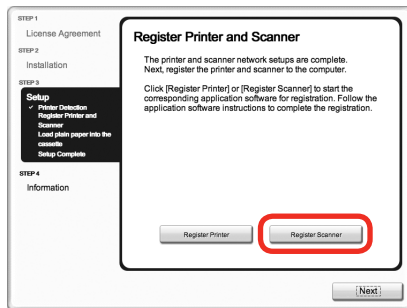 STEP 1
License Agreement
STEP 2
Installation
STEP 3
Setup
✓ Printer Detection
Register Printer and
Scanner
Load plain paper into the
cassette
Setup Complete
STEP 4
Information
Register Printer and Scanner
The printer and scanner network setups are complete.
Next, register the printer and scanner to the computer.
Click [Register Printer] or [Register Scanner] to start the
corresponding application software for registration. Follow the
application software instructions to complete the registration.
Register Printer
Register Scanner
Next